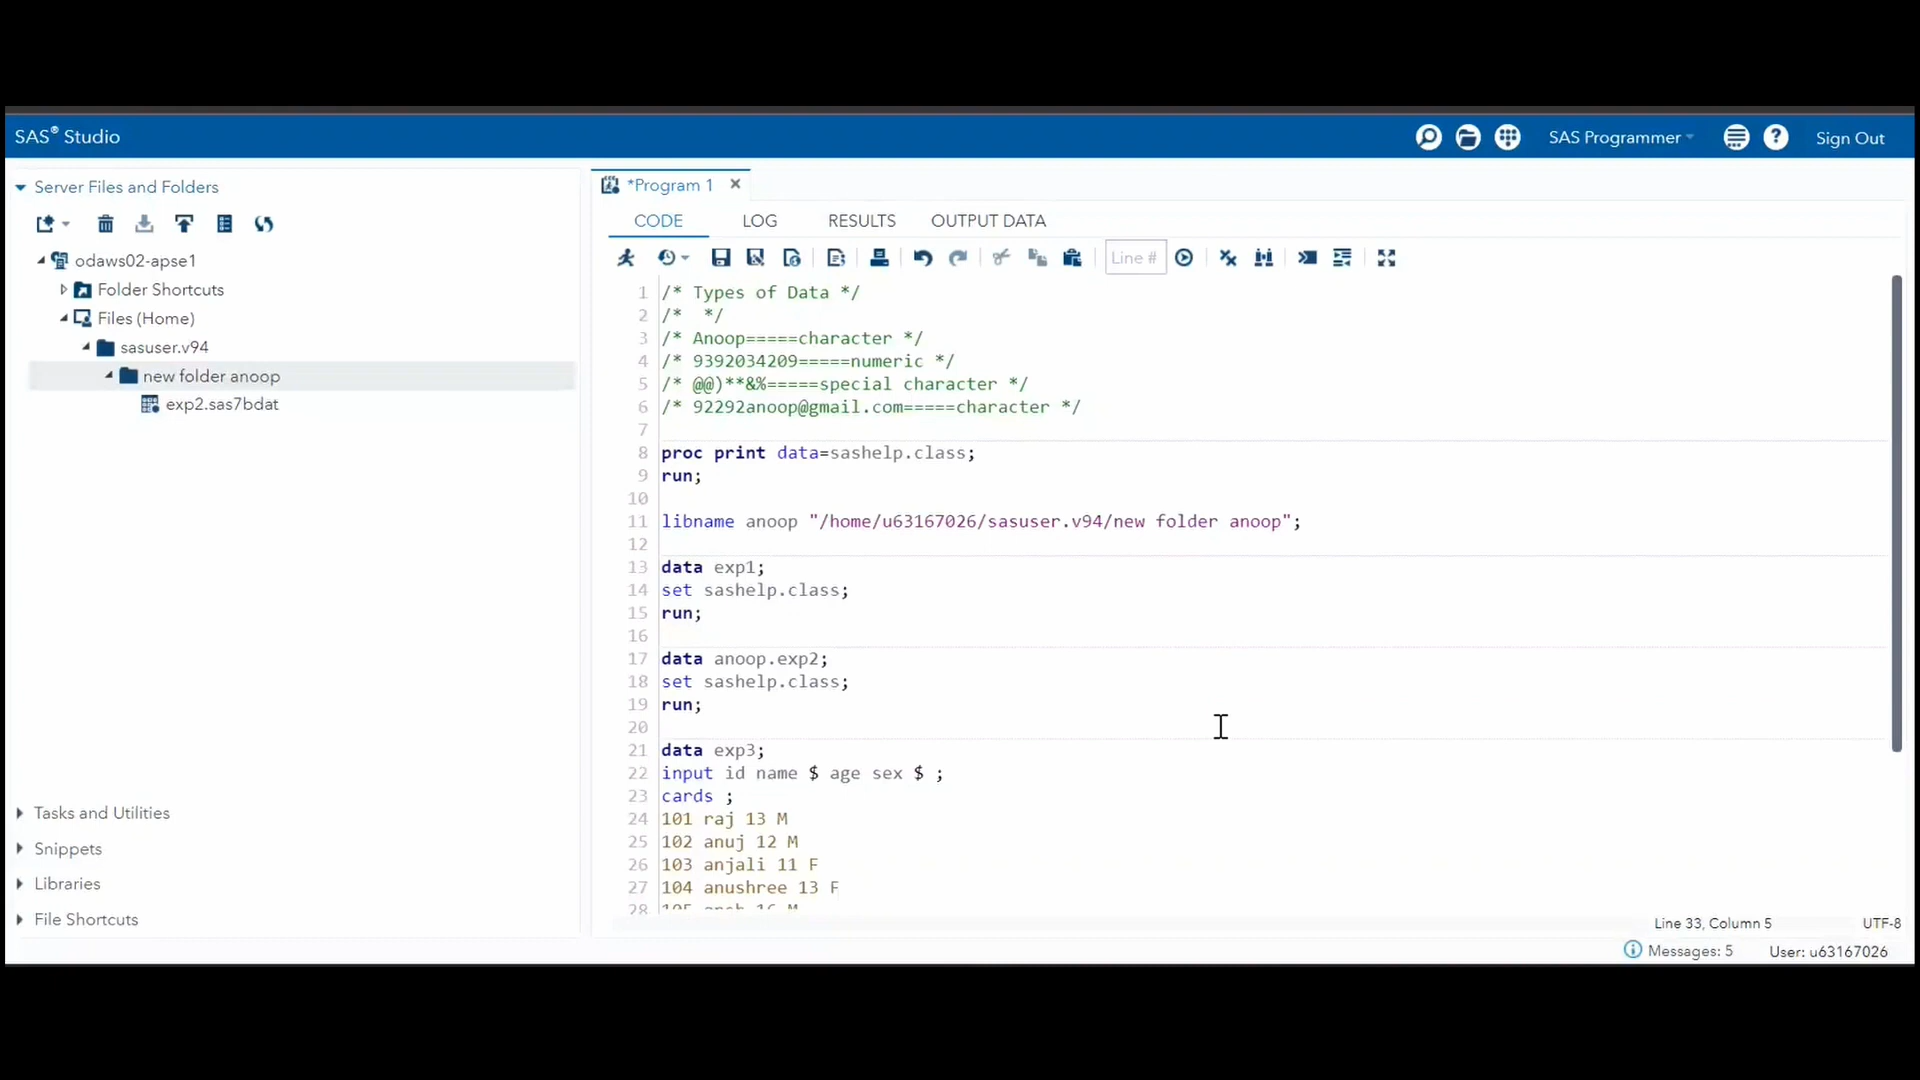 SAS® Studio
SAS Programmer
Sign Out
Server Files and Folders
odaws02-apse1
Folder Shortcuts
Files (Home)
sasuser.v94
new folder anoop
exp2.sas7bdat
Tasks and Utilities
Snippets
Libraries
File Shortcuts
*Program 1
CODE LOG RESULTS OUTPUT DATA
Line #
1 /* Types of Data */
2 /*  */
3 /* Anoop=====character */
4 /* 9392034209=====numeric */
5 /* @@)**&%=====special character */
6 /* 92292anoop@gmail.com=====character */
7
8 proc print data=sashelp.class;
9 run;
10
11 libname anoop "/home/u63167026/sasuser.v94/new folder anoop";
12
13 data exp1;
14 set sashelp.class;
15 run;
16
17 data anoop.exp2;
18 set sashelp.class;
19 run;
20
21 data exp3;
22 input id name $ age sex $ ;
23 cards ;
24 101 raj 13 M
25 102 anuj 12 M
26 103 anjali 11 F
27 104 anushree 13 F
28
Line 33, Column 5
UTF-8
Messages: 5
User: u63167026